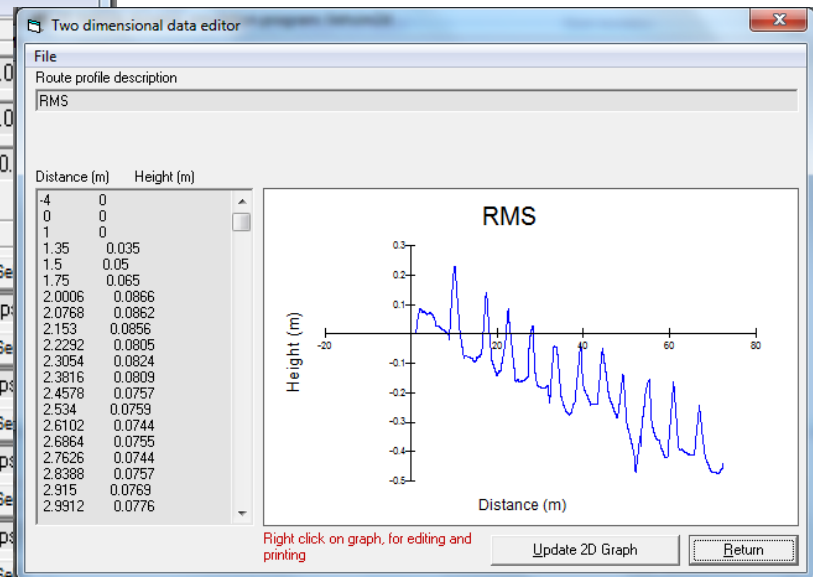 Two dimensional data editor
File
Route profile description
RMS
Distance (m) Height (m)
-4 0
0 0
1 0
1.35 0.035
1.5 0.05
1.75 0.065
2.0006 0.0866
2.0768 0.0862
2.153 0.0856
2.2292 0.0805
2.3054 0.0824
2.3816 0.0809
2.4578 0.0757
2.534 0.0759
2.6102 0.0744
2.6864 0.0755
2.7626 0.0744
2.8388 0.0757
2.915 0.0769
2.9912 0.0776
RMS
0.3
0.2
0.1
-20 20 40 60 80
-0.1
-0.2
-0.3
-0.4
-0.5
Height (m)
Distance (m)
Right click on graph, for editing and
printing
Update 2D Graph
Return